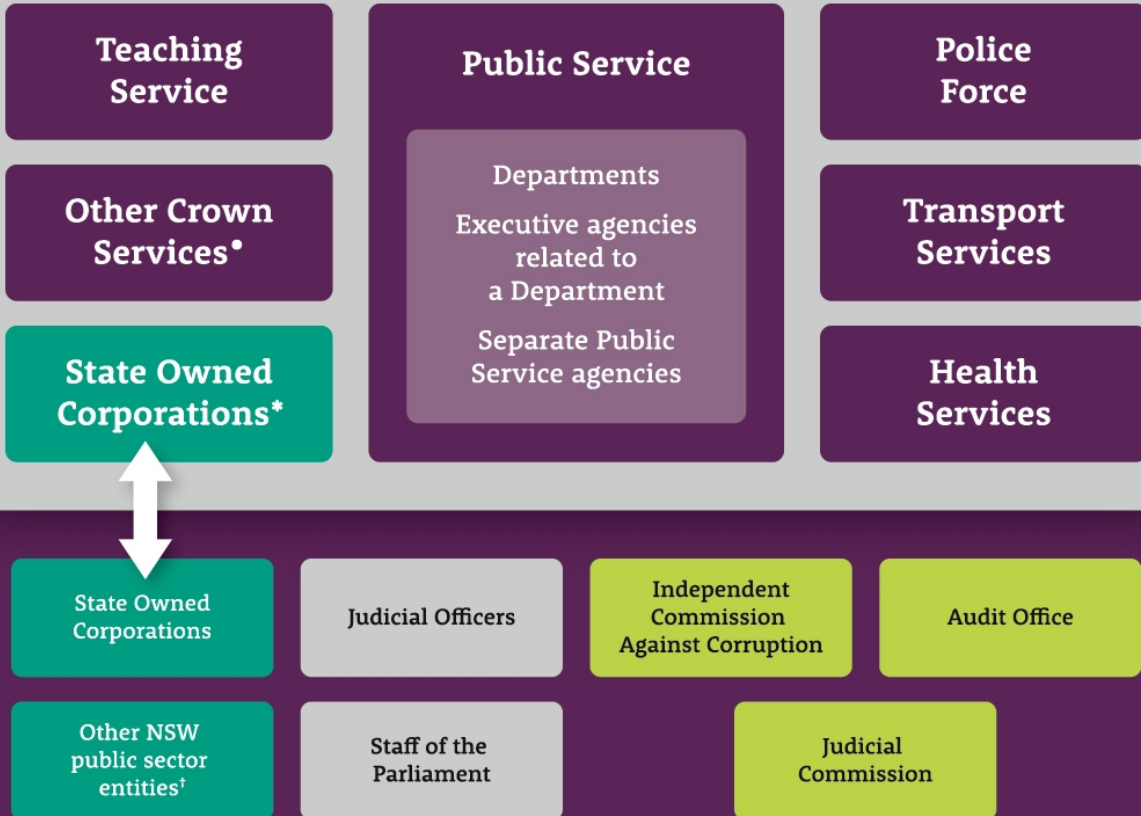 Teaching
Service
Public Service
Police
Force
Departments
Executive agencies
related to
a Department
Separate Public
Service agencies
Other Crown
Services•
Transport
Services
State Owned
Corporations*
Health
Services
State Owned
Corporations
Judicial Officers
Independent
Commission
Against Corruption
Audit Office
Other NSW
public sector
entities†
Staff of the
Parliament
Judicial
Commission